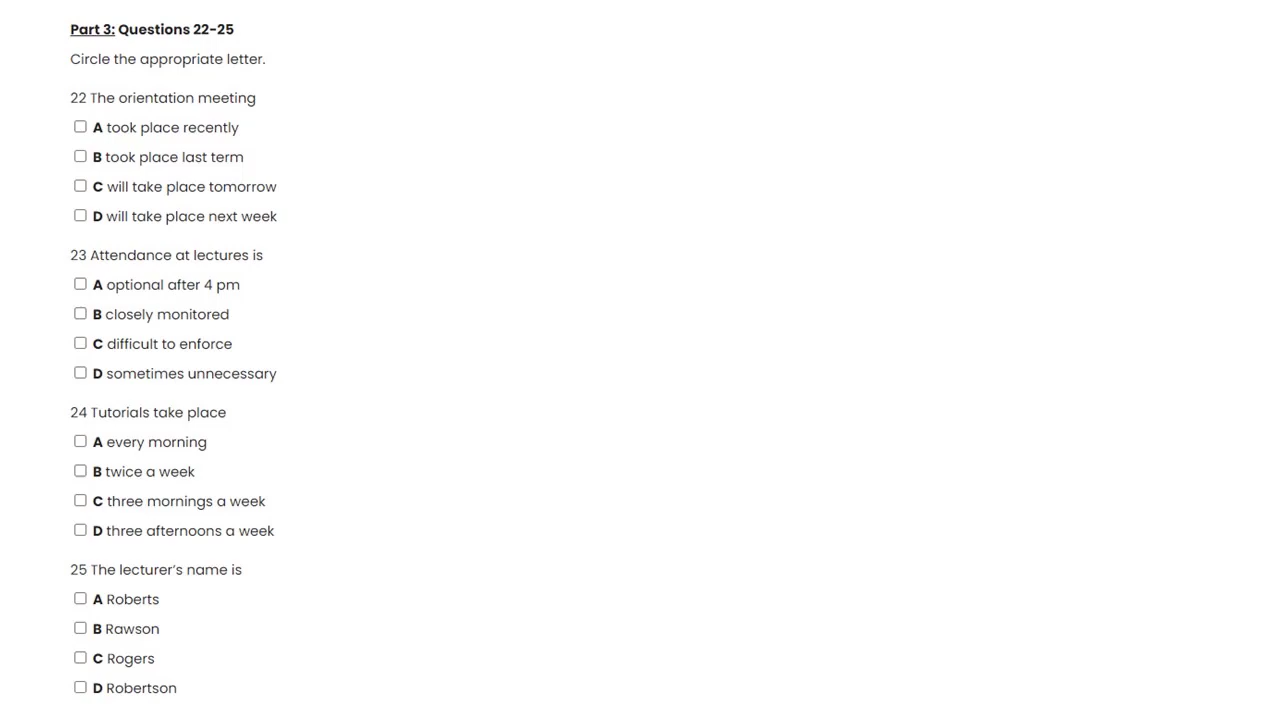 Part 3: Questions 22-25
Circle the appropriate letter.
22 The orientation meeting
A took place recently
B took place last term
C will take place tomorrow
D will take place next week
23 Attendance at lectures is
A optional after 4 pm
B closely monitored
C difficult to enforce
D sometimes unnecessary
24 Tutorials take place
A every morning
B twice a week
C three mornings a week
D three afternoons a week
25 The lecturer's name is
A Roberts
B Rawson
C Rogers
D Robertson